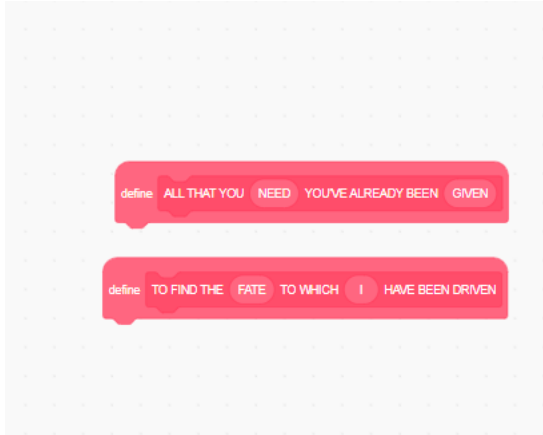 define ALL THAT YOU NEED YOU'VE ALREADY BEEN GIVEN
define TO FIND THE FATE TO WHICH I HAVE BEEN DRIVEN